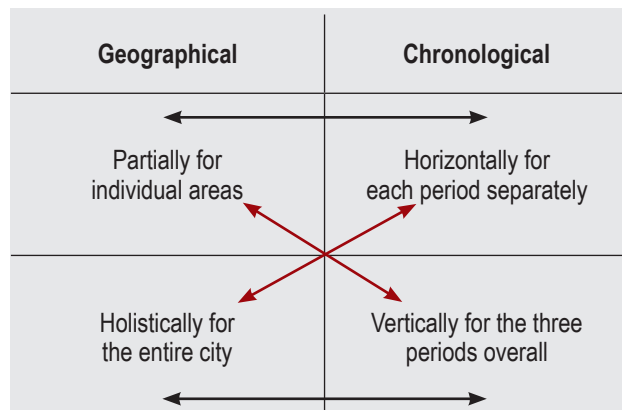 Geographical
Chronological
Partially for
individual areas
Horizontally for
each period separately
Holistically for
the entire city
Vertically for the three
periods overall